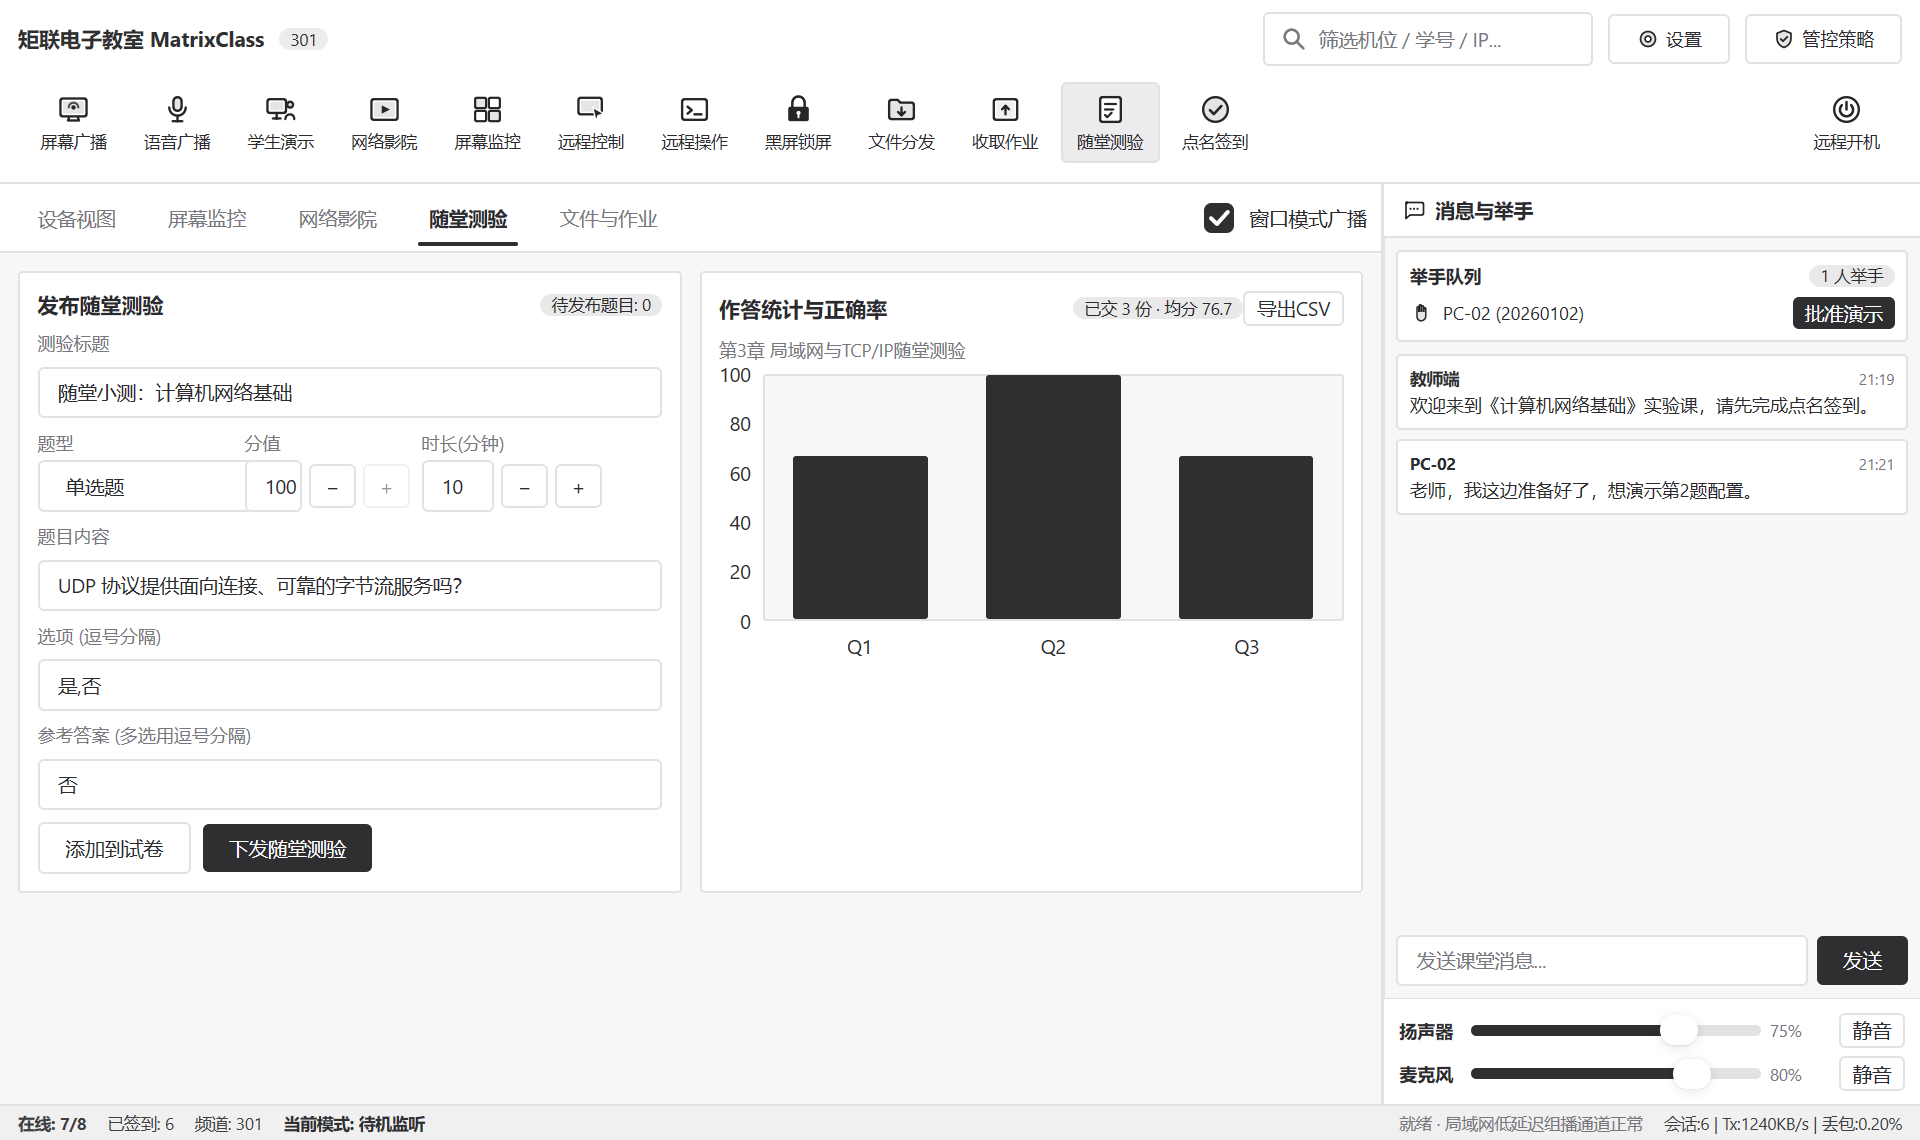 矩联电子教室 MatrixClass 301
筛选机位 / 学号 / IP...
设置
管控策略
屏幕广播 语音广播 学生演示 网络影院 屏幕监控 远程控制 远程操作 黑屏锁屏 文件分发 收取作业 随堂测验 点名签到 远程开机
设备视图 屏幕监控 网络影院 随堂测验 文件与作业 窗口模式广播
发布随堂测验 待发布题目: 0
测验标题
随堂小测：计算机网络基础
题型 分值 时长(分钟)
单选题 100 − + 10 − +
题目内容
UDP 协议提供面向连接、可靠的字节流服务吗？
选项 (逗号分隔)
是,否
参考答案 (多选用逗号分隔)
否
添加到试卷 下发随堂测验
作答统计与正确率 已交 3 份 · 均分 76.7 导出CSV
第3章 局域网与TCP/IP随堂测验
100
80
60
40
20
0
Q1 Q2 Q3
消息与举手
举手队列 1 人举手
PC-02 (20260102) 批准演示
教师端 21:19
欢迎来到《计算机网络基础》实验课，请先完成点名签到。
PC-02 21:21
老师，我这边准备好了，想演示第2题配置。
发送课堂消息... 发送
扬声器 75% 静音
麦克风 80% 静音
在线: 7/8 已签到: 6 频道: 301 当前模式: 待机监听
就绪 · 局域网低延迟组播通道正常 会话:6 | Tx:1240KB/s | 丢包:0.20%